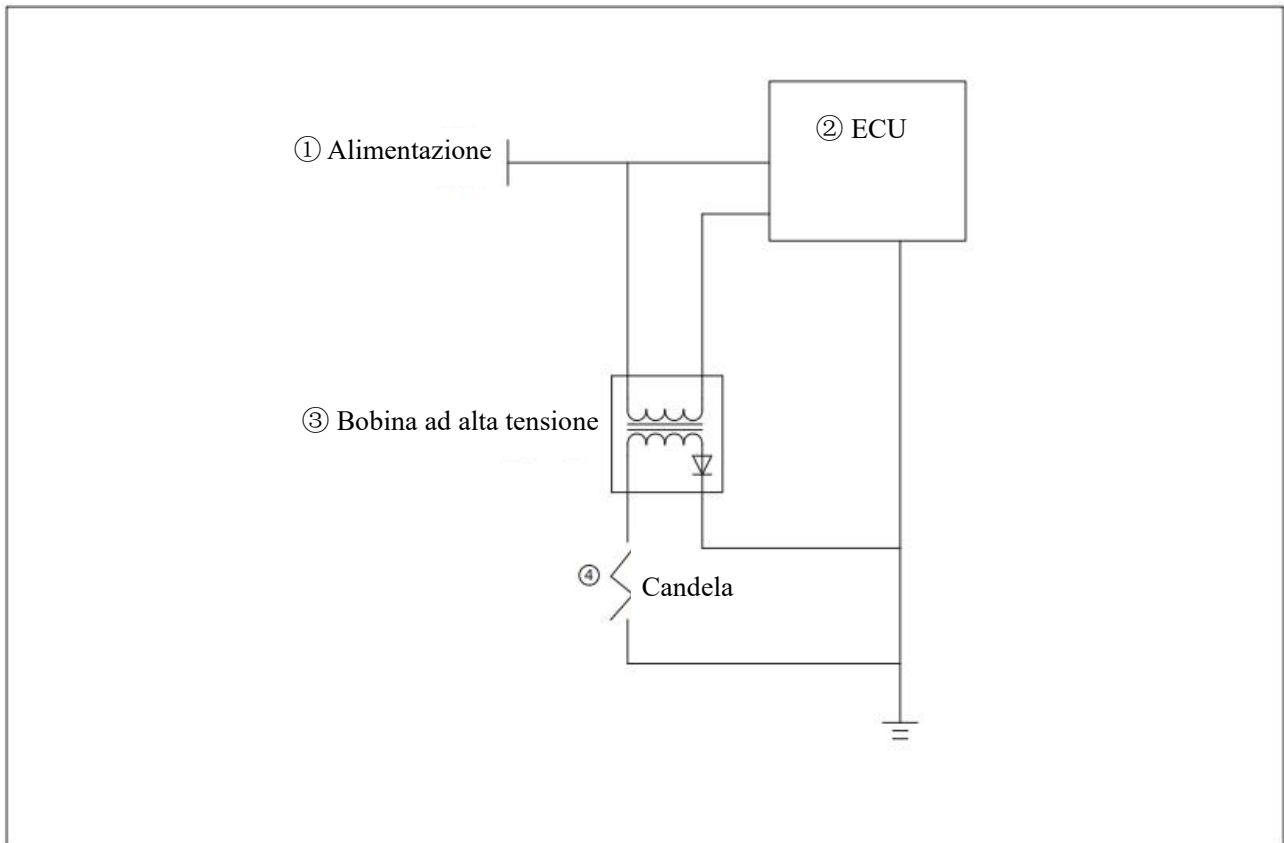 ① Alimentazione
② ECU
③ Bobina ad alta tensione
④ Candela